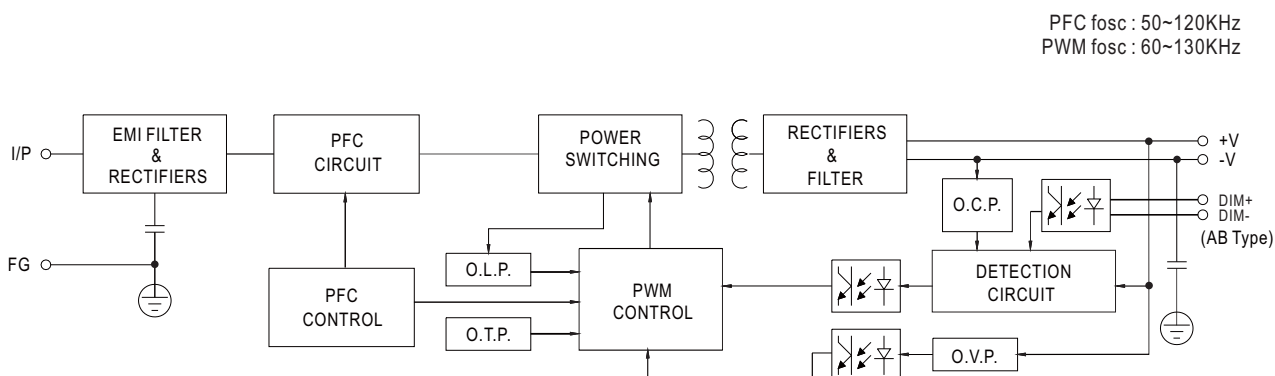 PFC fosc : 50~120KHz
PWM fosc : 60~130KHz
I/P
EMI FILTER
&
RECTIFIERS
PFC
CIRCUIT
POWER
SWITCHING
RECTIFIERS
&
FILTER
+V
-V
O.C.P.
DIM+
DIM-
(AB Type)
FG
PFC
CONTROL
O.L.P.
O.T.P.
PWM
CONTROL
DETECTION
CIRCUIT
O.V.P.